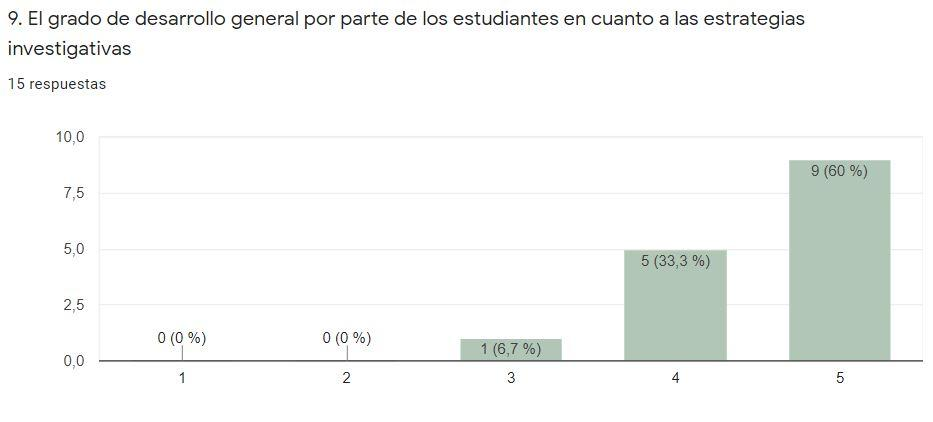 9. El grado de desarrollo general por parte de los estudiantes en cuanto a las estrategias
investigativas
15 respuestas
10,0
7,5
5,0
2,5
0,0
0 (0 %)
0 (0 %)
1 (6,7 %)
5 (33,3 %)
9 (60 %)
1
2
3
4
5